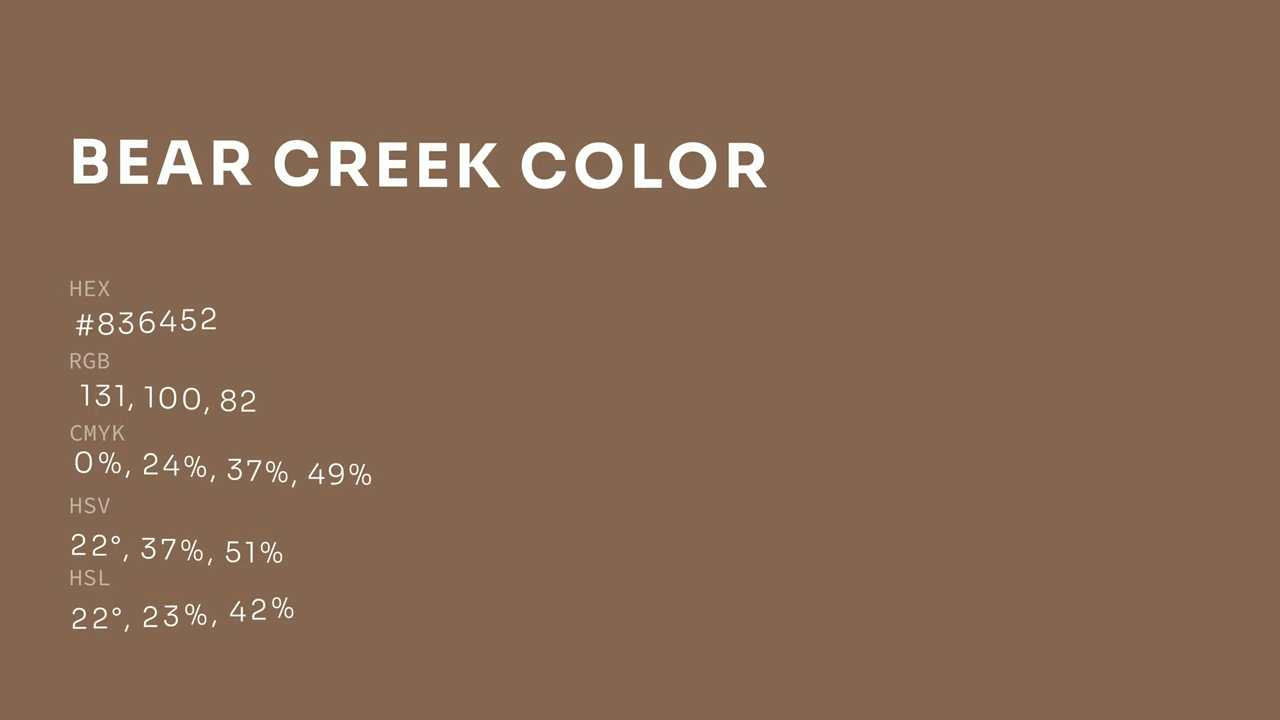 BEAR CREEK COLOR
HEX
#836452
RGB
131, 100, 82
CMYK
0%, 24%, 37%, 49%
HSV
22°, 37%, 51%
HSL
22°, 23%, 42%